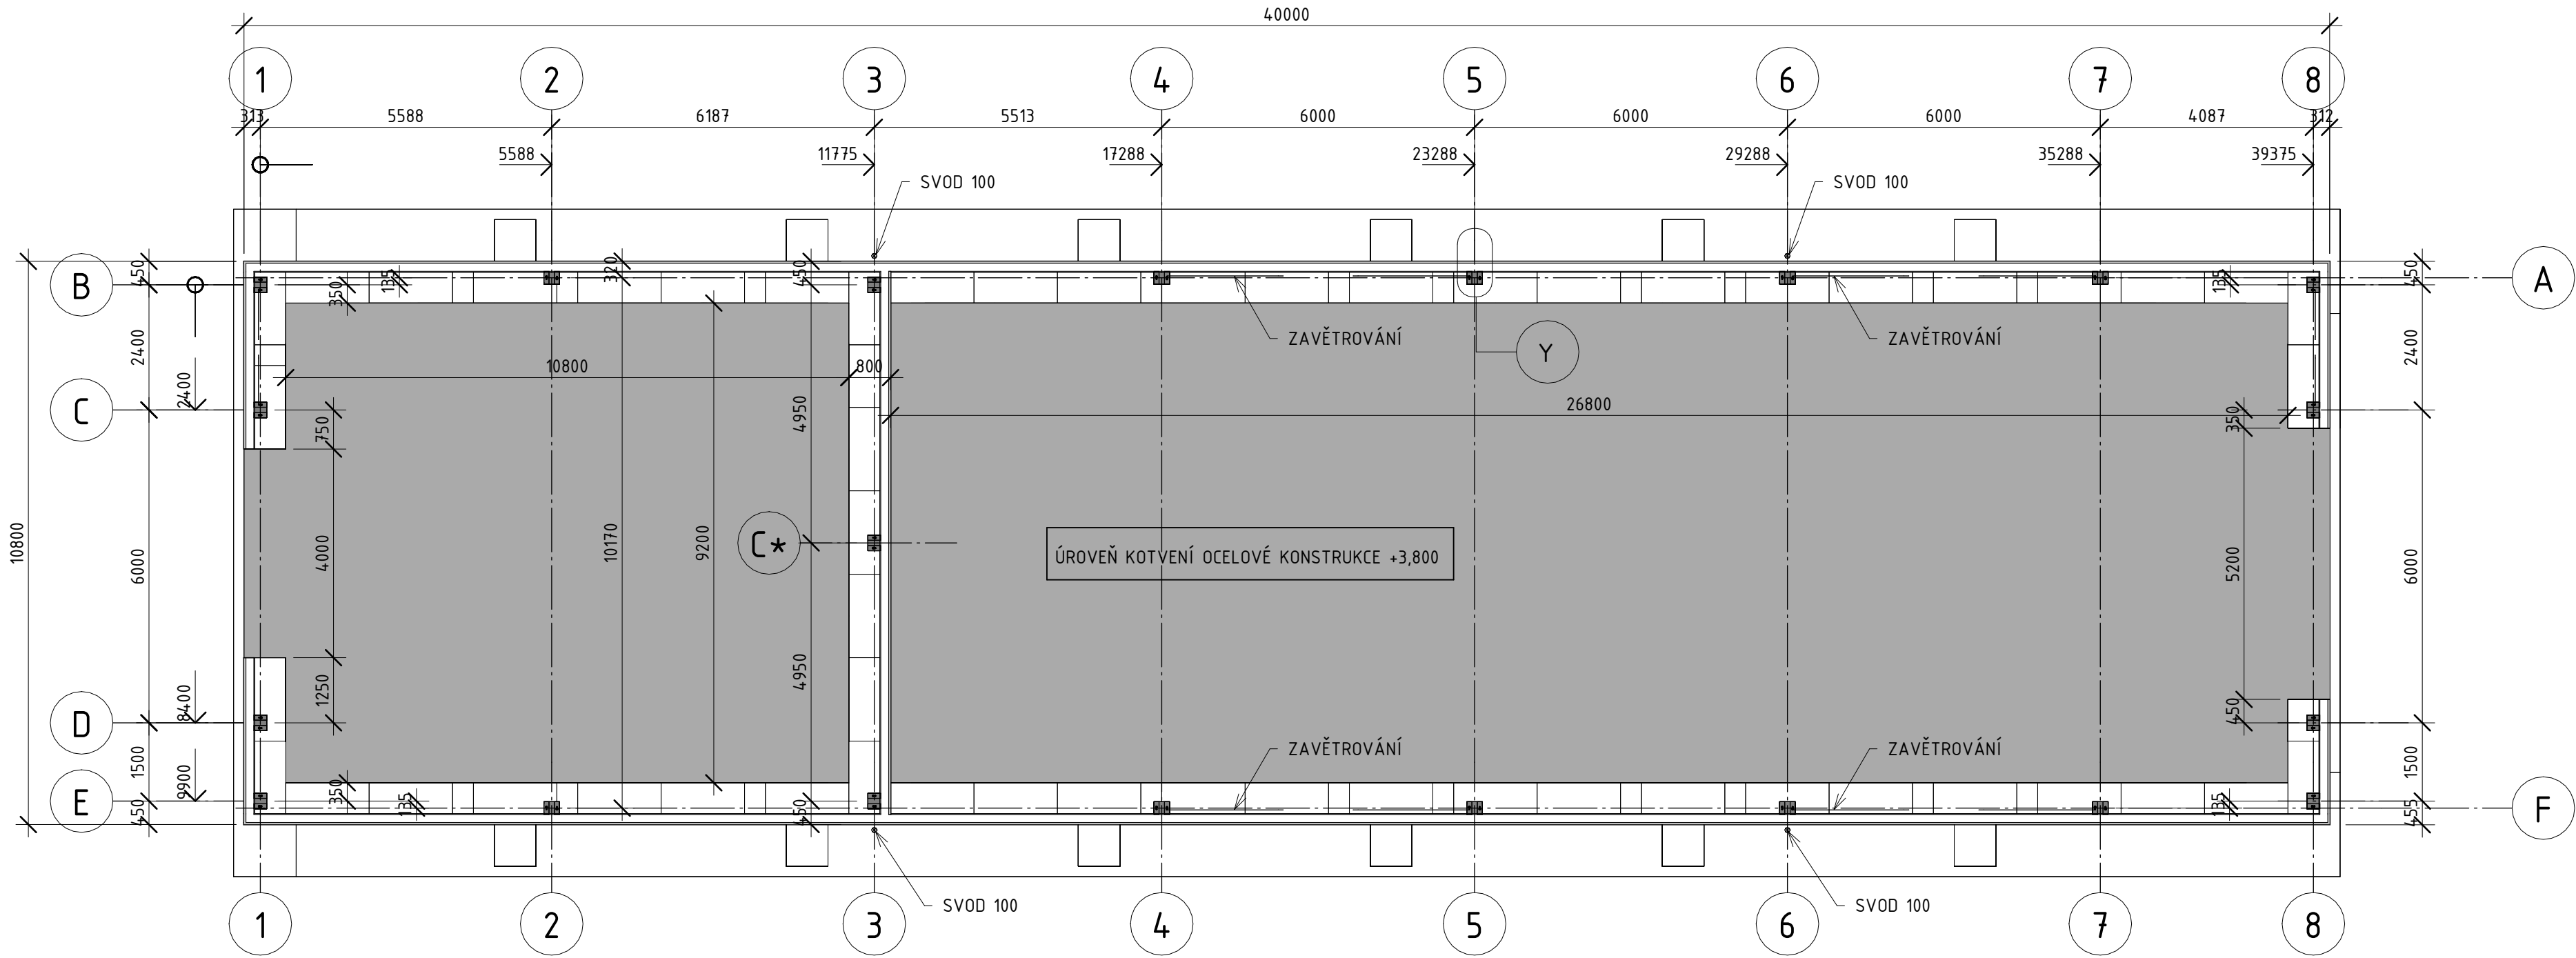 40000
1 2 3 4 5 6 7 8
313 5588 6187 5513 6000 6000 6000 4087 312
5588 11775 17288 23288 29288 35288 39375
SVOD 100 SVOD 100
B 450 350 135 320 450 135 450 A
ZAVĚTROVÁNÍ ZAVĚTROVÁNÍ
2400 2400 Y 2400
10800 800
C 750 4950 26800 350
10800 6000 4000 10170 9200 C* ÚROVEŇ KOTVENÍ OCELOVÉ KONSTRUKCE +3,800 5200 6000
4950
D 8400 1250 450
ZAVĚTROVÁNÍ ZAVĚTROVÁNÍ
1500 1500
E 9900 450 350 135 450 135 455 F
SVOD 100 SVOD 100
1 2 3 4 5 6 7 8